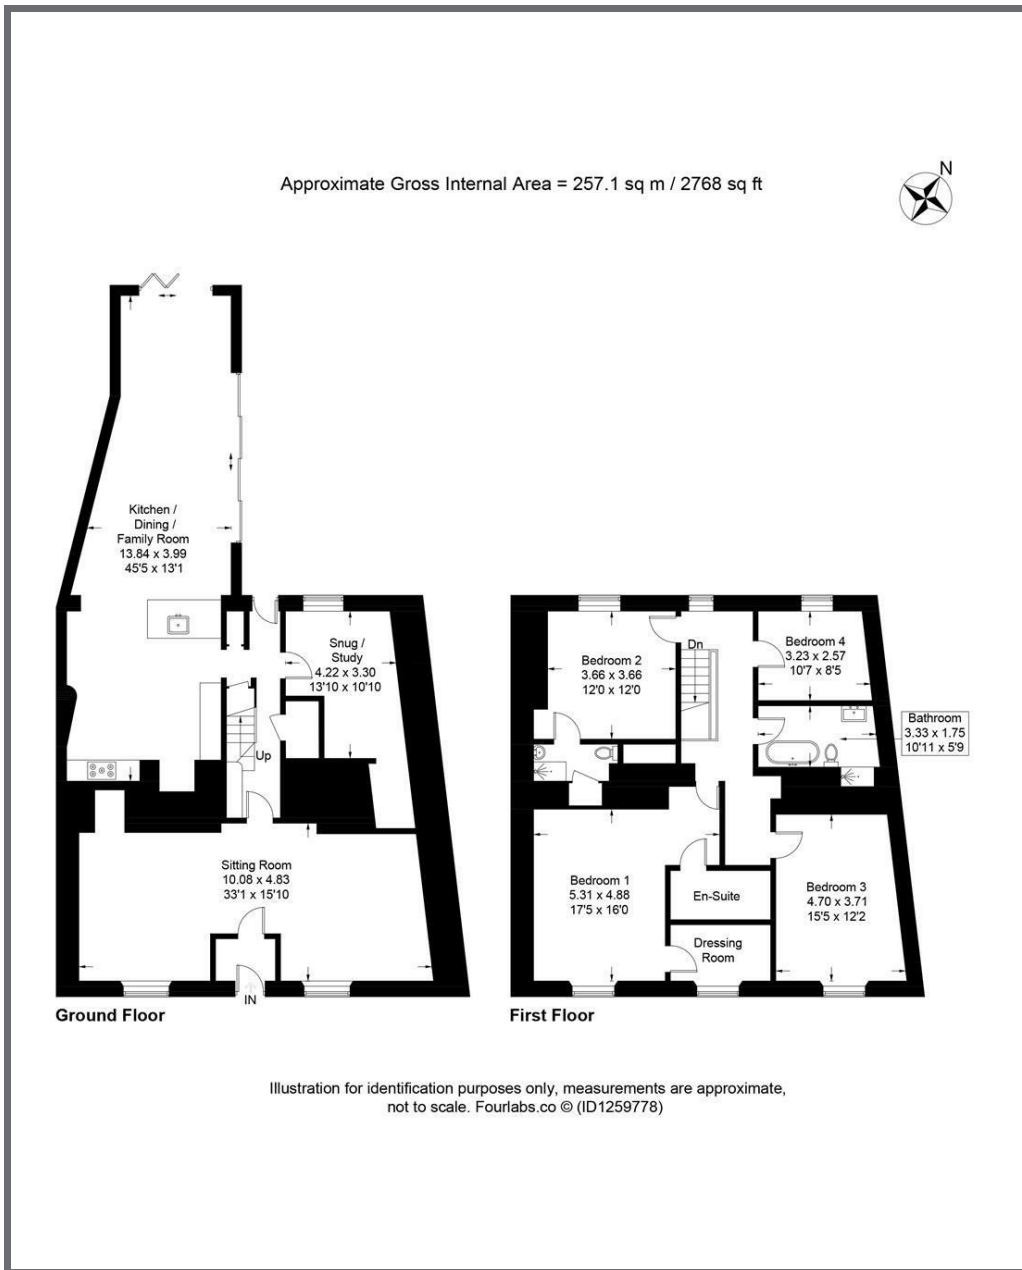 N
Approximate Gross Internal Area = 257.1 sq m / 2768 sq ft
Kitchen /
Dining /
Family Room
13.84 x 3.99
45'5 x 13'1
Snug /
Study
4.22 x 3.30
13'10 x 10'10
Up
Sitting Room
10.08 x 4.83
33'1 x 15'10
IN
Ground Floor
Bedroom 2
3.66 x 3.66
12'0 x 12'0
Dn
Bedroom 4
3.23 x 2.57
10'7 x 8'5
Bathroom
3.33 x 1.75
10'11 x 5'9
Bedroom 1
5.31 x 4.88
17'5 x 16'0
En-Suite
Dressing
Room
Bedroom 3
4.70 x 3.71
15'5 x 12'2
First Floor
Illustration for identification purposes only, measurements are approximate,
not to scale. Fourlabs.co © (ID1259778)